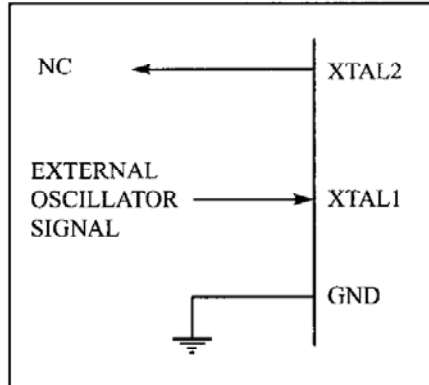 NC
XTAL2
EXTERNAL
OSCILLATOR
SIGNAL
XTAL1
GND